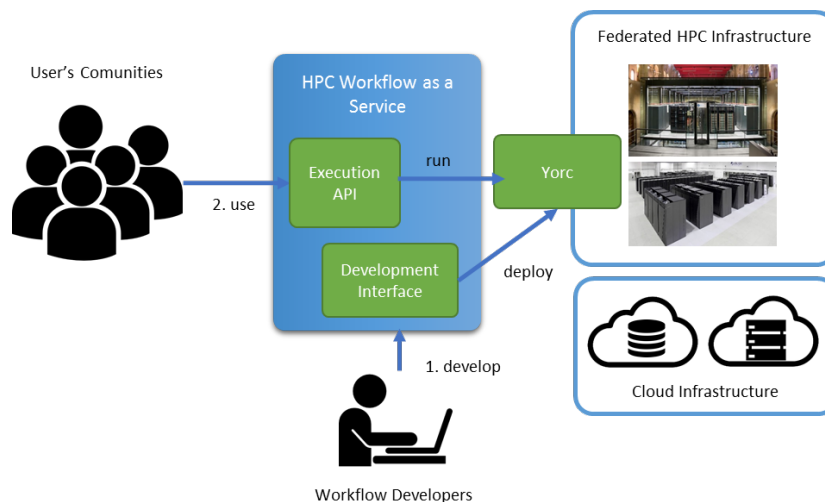 User's Comunities
HPC Workflow as a
Service
Federated HPC Infrastructure
Execution
API
run
Yorc
2. use
Development
Interface
deploy
1. develop
Cloud Infrastructure
Workflow Developers